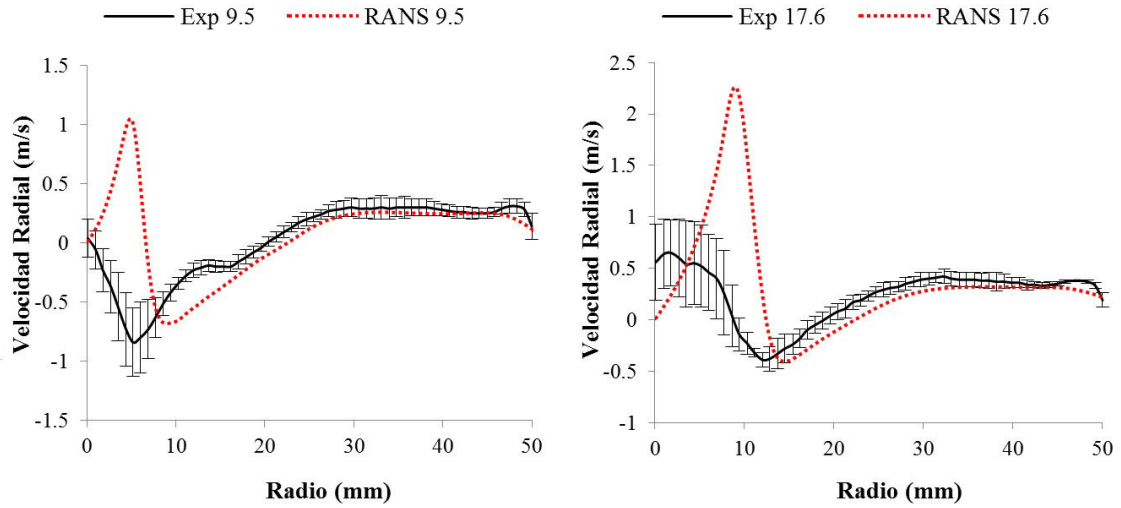 Exp 9.5 RANS 9.5
Velocidad Radial (m/s)
1.5
1
0.5
0
-0.5
-1
-1.5
0 10 20 30 40 50
Radio (mm)
Exp 17.6 RANS 17.6
Velocidad Radial (m/s)
2.5
2
1.5
1
0.5
0
-0.5
-1
0 10 20 30 40 50
Radio (mm)